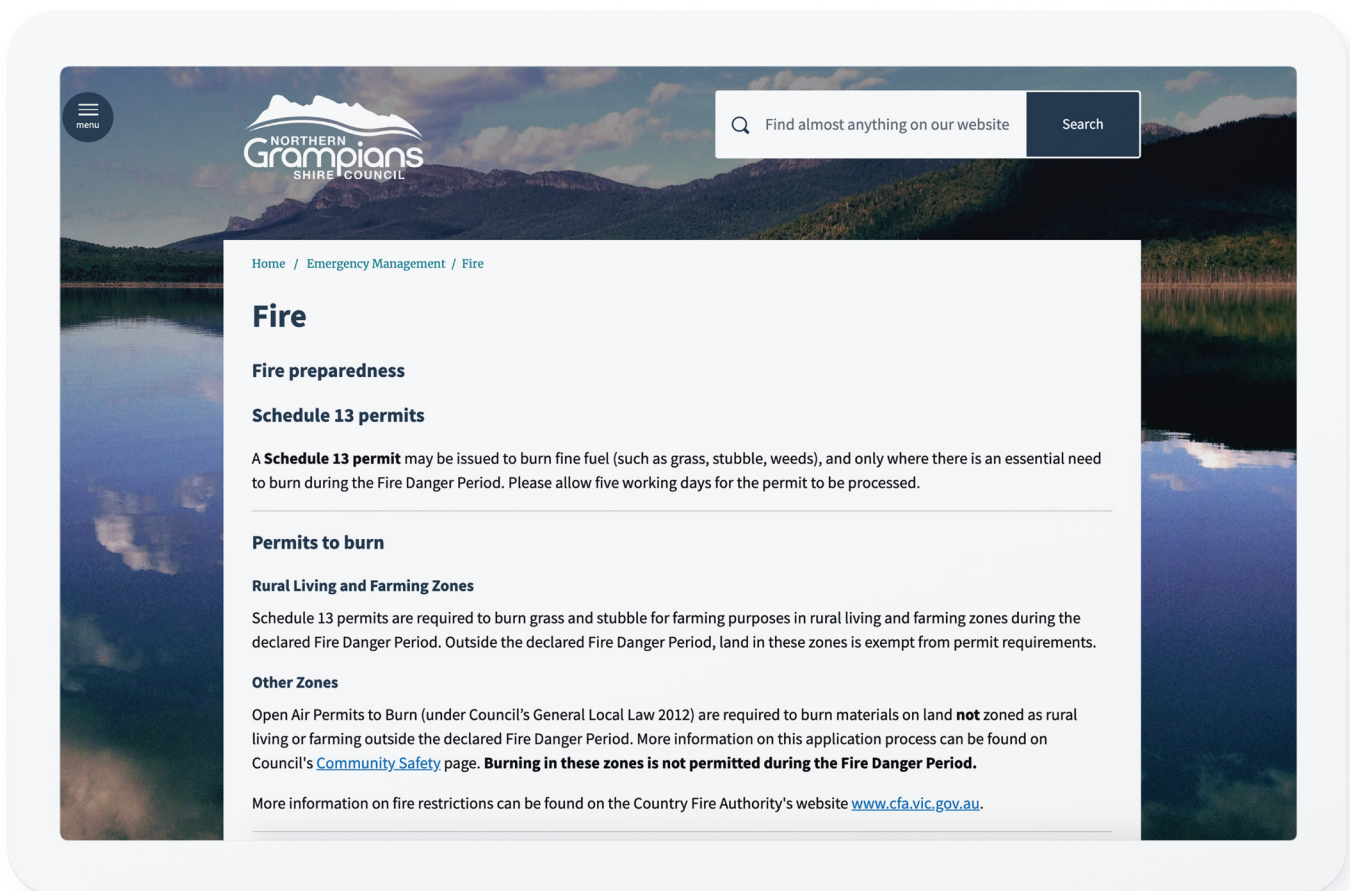 menu
NORTHERN
Grampians
SHIRE COUNCIL
Find almost anything on our website
Search
Home / Emergency Management / Fire
Fire
Fire preparedness
Schedule 13 permits
A Schedule 13 permit may be issued to burn fine fuel (such as grass, stubble, weeds), and only where there is an essential need
to burn during the Fire Danger Period. Please allow five working days for the permit to be processed.
Permits to burn
Rural Living and Farming Zones
Schedule 13 permits are required to burn grass and stubble for farming purposes in rural living and farming zones during the
declared Fire Danger Period. Outside the declared Fire Danger Period, land in these zones is exempt from permit requirements.
Other Zones
Open Air Permits to Burn (under Council’s General Local Law 2012) are required to burn materials on land not zoned as rural
living or farming outside the declared Fire Danger Period. More information on this application process can be found on
Council's Community Safety page. Burning in these zones is not permitted during the Fire Danger Period.
More information on fire restrictions can be found on the Country Fire Authority's website www.cfa.vic.gov.au.